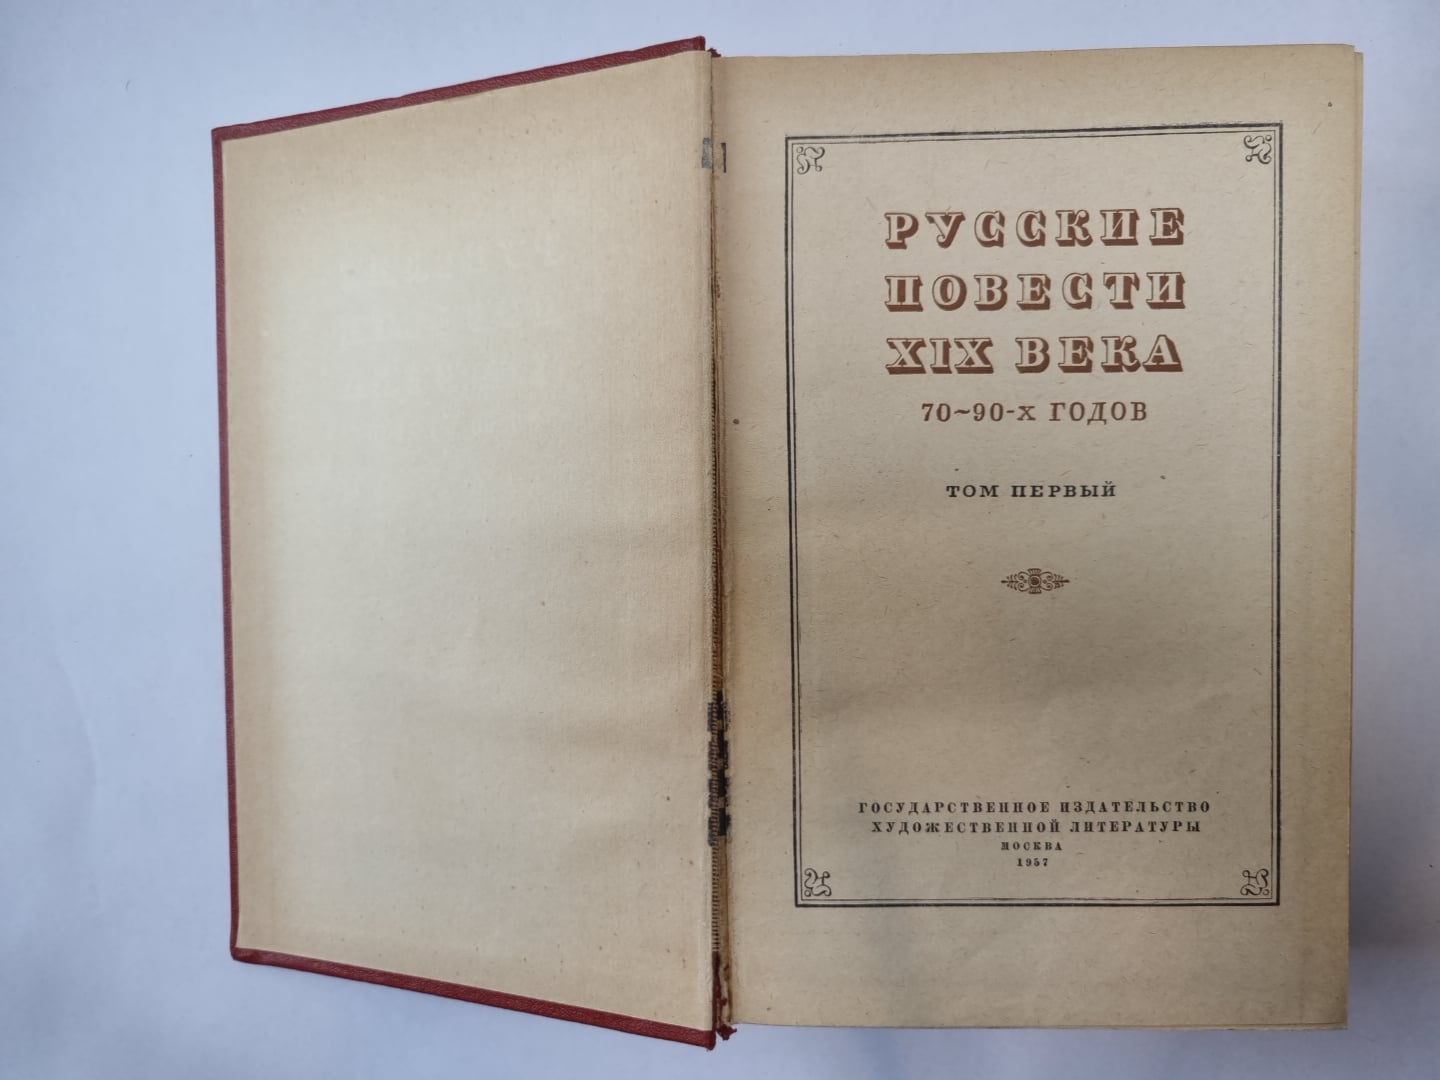 РУССКИЕ
ПОВЕСТИ
XIX ВЕКА
70~90-х ГОДОВ
ТОМ ПЕРВЫЙ
ГОСУДАРСТВЕННОЕ ИЗДАТЕЛЬСТВО
ХУДОЖЕСТВЕННОЙ ЛИТЕРАТУРЫ
МОСКВА
1957